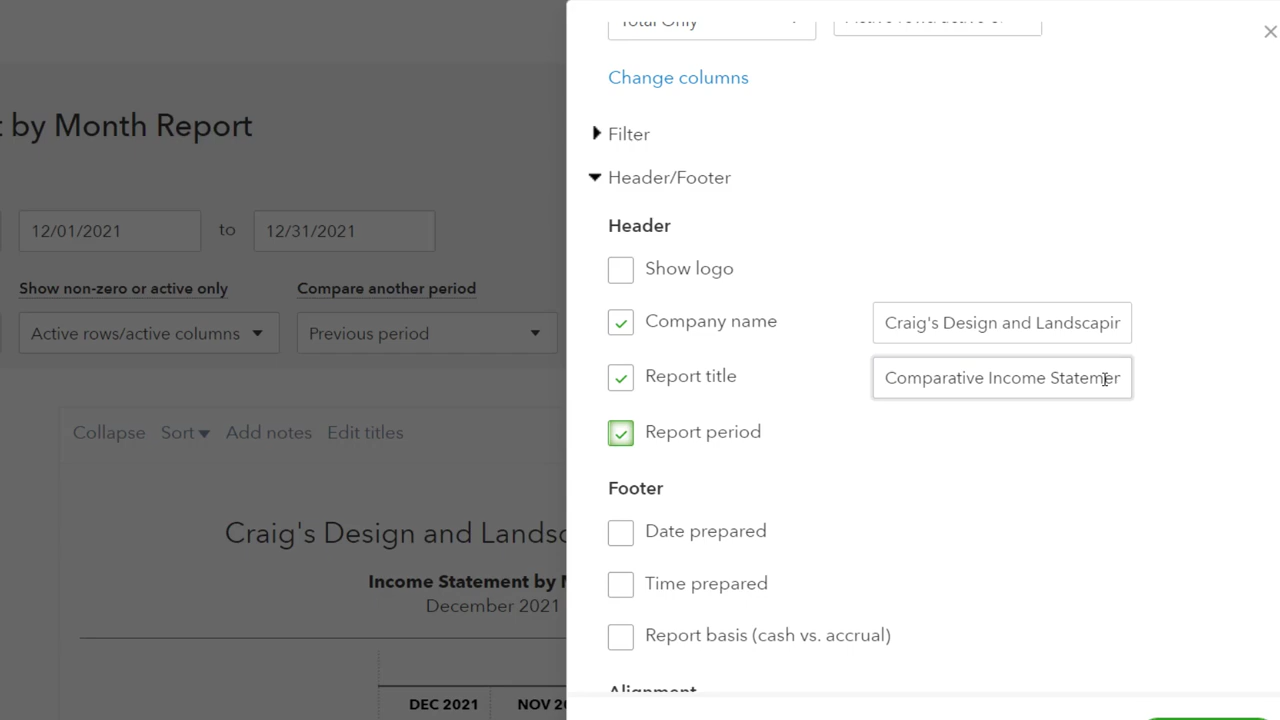 Total Only
Change columns
by Month Report
Filter
Header/Footer
12/01/2021 to 12/31/2021
Header
Show logo
Show non-zero or active only Compare another period
Active rows/active columns Previous period
Company name Craig's Design and Landscapir
Report title Comparative Income Statemer
Report period
Collapse Sort Add notes Edit titles
Footer
Craig's Design and Landsc
Date prepared
Income Statement by
December 2021
Time prepared
Report basis (cash vs. accrual)
Alignment
DEC 2021 NOV 20